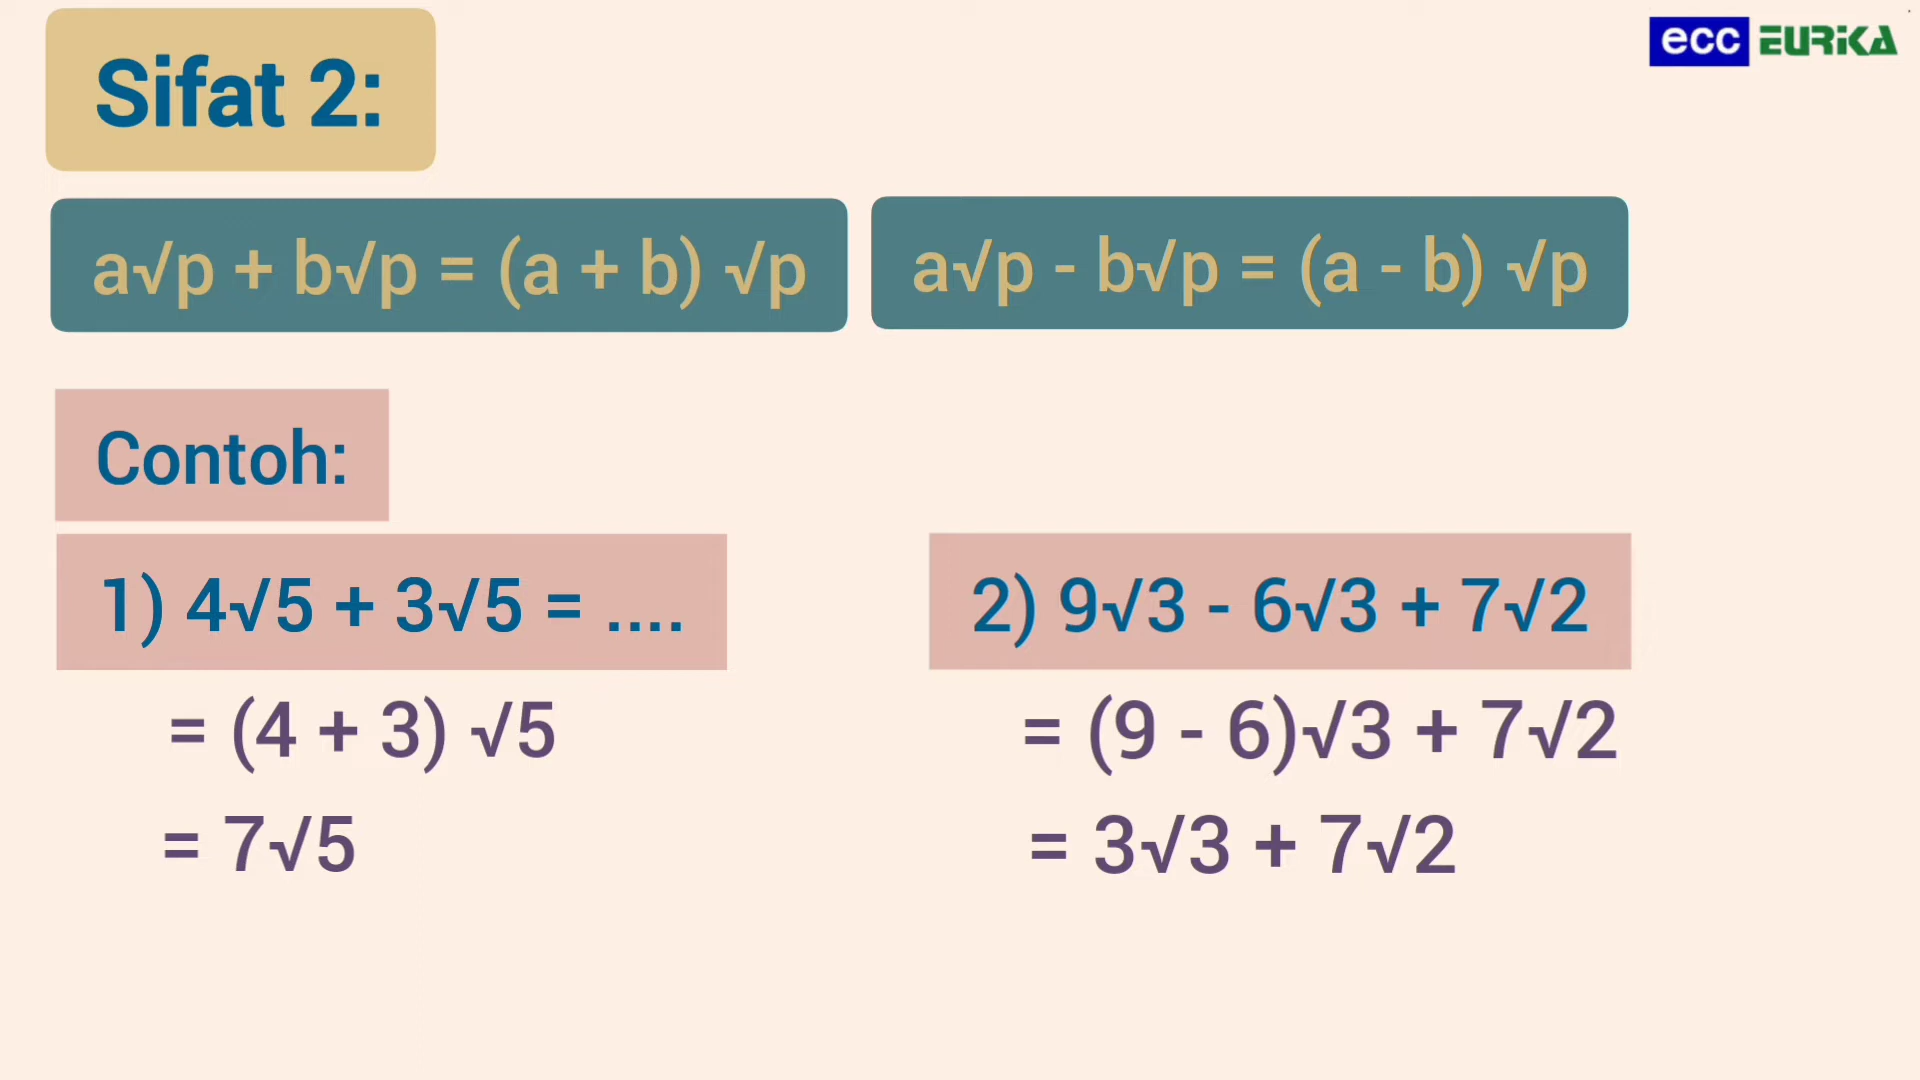 Sifat 2:
ecc EURiKA
a√p + b√p = (a + b) √p
a√p - b√p = (a - b) √p
Contoh:
1) 4√5 + 3√5 = ....
= (4 + 3) √5
= 7√5
2) 9√3 - 6√3 + 7√2
= (9 - 6)√3 + 7√2
= 3√3 + 7√2